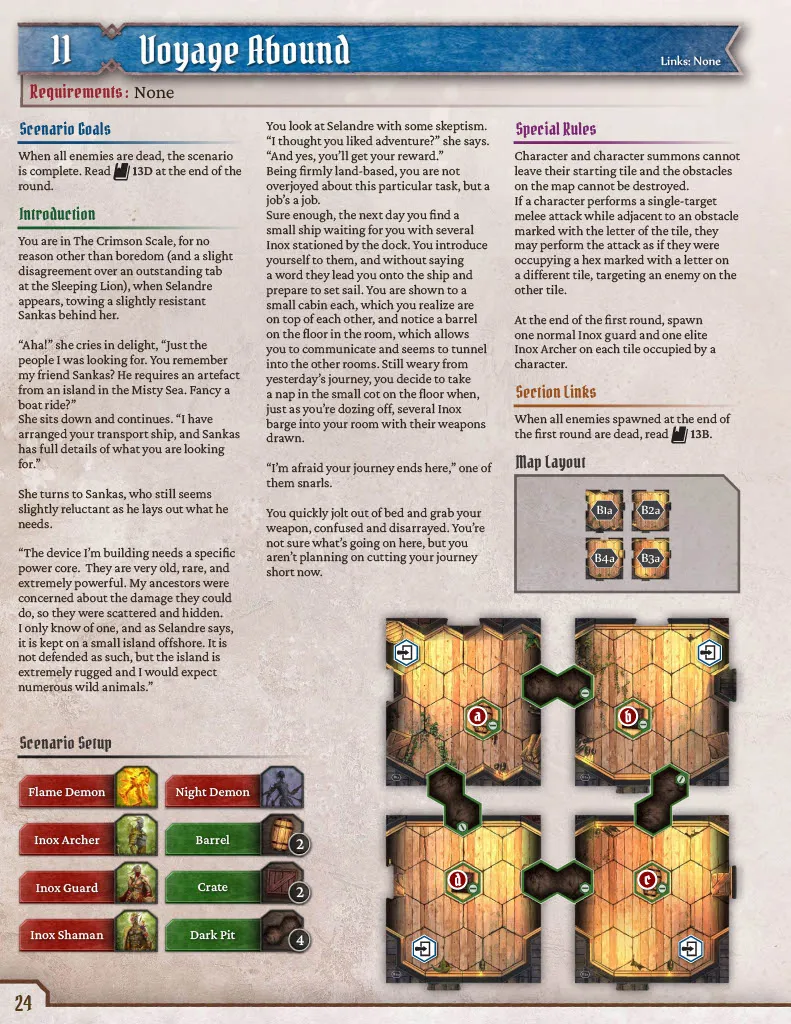 11 Voyage Abound
Links: None
Requirements: None
Scenario Goals
When all enemies are dead, the scenario
is complete. Read 13D at the end of the
round.
Introduction
You are in The Crimson Scale, for no
reason other than boredom (and a slight
disagreement over an outstanding tab
at the Sleeping Lion), when Selandre
appears, towing a slightly resistant
Sankas behind her.
“Aha!” she cries in delight, “Just the
people I was looking for. You remember
my friend Sankas? He requires an artefact
from an island in the Misty Sea. Fancy a
boat ride?”
She sits down and continues. “I have
arranged your transport ship, and Sankas
has full details of what you are looking
for.”
She turns to Sankas, who still seems
slightly reluctant as he lays out what he
needs.
“The device I’m building needs a specific
power core. They are very old, rare, and
extremely powerful. My ancestors were
concerned about the damage they could
do, so they were scattered and hidden.
I only know of one, and as Selandre says,
it is kept on a small island offshore. It is
not defended as such, but the island is
extremely rugged and I would expect
numerous wild animals.”
You look at Selandre with some skeptism.
“I thought you liked adventure?” she says.
“And yes, you’ll get your reward.”
Being firmly land-based, you are not
overjoyed about this particular task, but a
job’s a job.
Sure enough, the next day you find a
small ship waiting for you with several
Inox stationed by the dock. You introduce
yourself to them, and without saying
a word they lead you onto the ship and
prepare to set sail. You are shown to a
small cabin each, which you realize are
on top of each other, and notice a barrel
on the floor in the room, which allows
you to communicate and seems to tunnel
into the other rooms. Still weary from
yesterday’s journey, you decide to take
a nap in the small cot on the floor when,
just as you’re dozing off, several Inox
barge into your room with their weapons
drawn.
“I’m afraid your journey ends here,” one of
them snarls.
You quickly jolt out of bed and grab your
weapon, confused and disarrayed. You’re
not sure what’s going on here, but you
aren’t planning on cutting your journey
short now.
Special Rules
Character and character summons cannot
leave their starting tile and the obstacles
on the map cannot be destroyed.
If a character performs a single-target
melee attack while adjacent to an obstacle
marked with the letter of the tile, they
may perform the attack as if they were
occupying a hex marked with a letter on
a different tile, targeting an enemy on the
other tile.
At the end of the first round, spawn
one normal Inox guard and one elite
Inox Archer on each tile occupied by a
character.
Section Links
When all enemies spawned at the end of
the first round are dead, read 13B.
Map Layout
B1a B2a
B4a B3a
a b
d c
Scenario Setup
Flame Demon Night Demon
Inox Archer Barrel 2
Inox Guard Crate 2
Inox Shaman Dark Pit 4
24